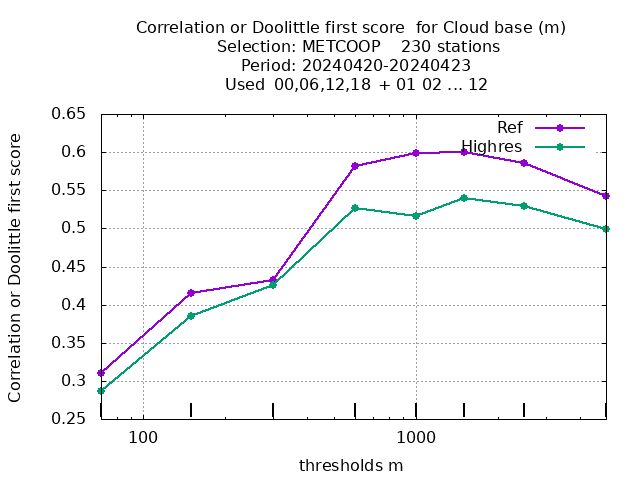 Correlation or Doolittle first score  for Cloud base (m)
Selection: METCOOP    230 stations
Period: 20240420-20240423
Used  00,06,12,18 + 01 02 ... 12
Correlation or Doolittle first score
0.65
0.6
0.55
0.5
0.45
0.4
0.35
0.3
0.25
Ref
Highres
100
1000
thresholds m